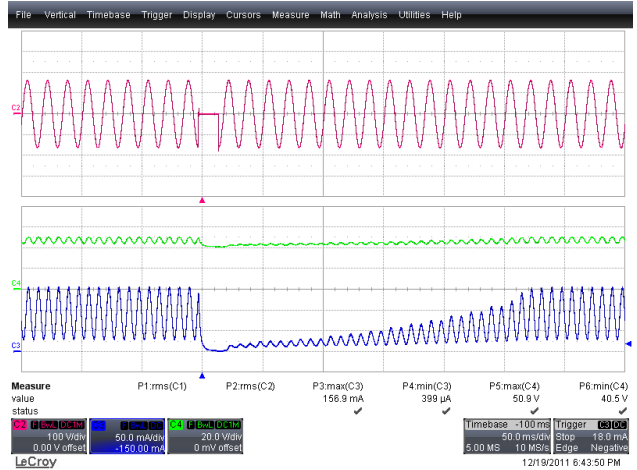 File Vertical Timebase Trigger Display Cursors Measure Math Analysis Utilities Help
C2
C4
C3
Measure P1:rms(C1) P2:rms(C2) P3:max(C3) P4:min(C3) P5:max(C4) P6:min(C4)
value 156.9 mA 399 µA 50.9 V 40.5 V
status ✓ ✓ ✓ ✓
C2 F BwL DC1M
100 V/div
0.00 V offset
50.0 mA/div
-150.00 mA
C4 F BwL DC1M
20.0 V/div
0 mV offset
Timebase -100 ms
50.0 ms/div
5.00 MS 10 MS/s
Trigger C3 DC
Stop 18.0 mA
Edge Negative
LeCroy
12/19/2011 6:43:50 PM